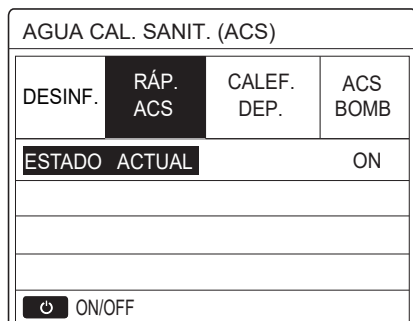 AGUA CAL. SANIT. (ACS)
DESINF.
RÁP.
ACS
CALEF.
DEP.
ACS
BOMB
ESTADO ACTUAL ON
ON/OFF